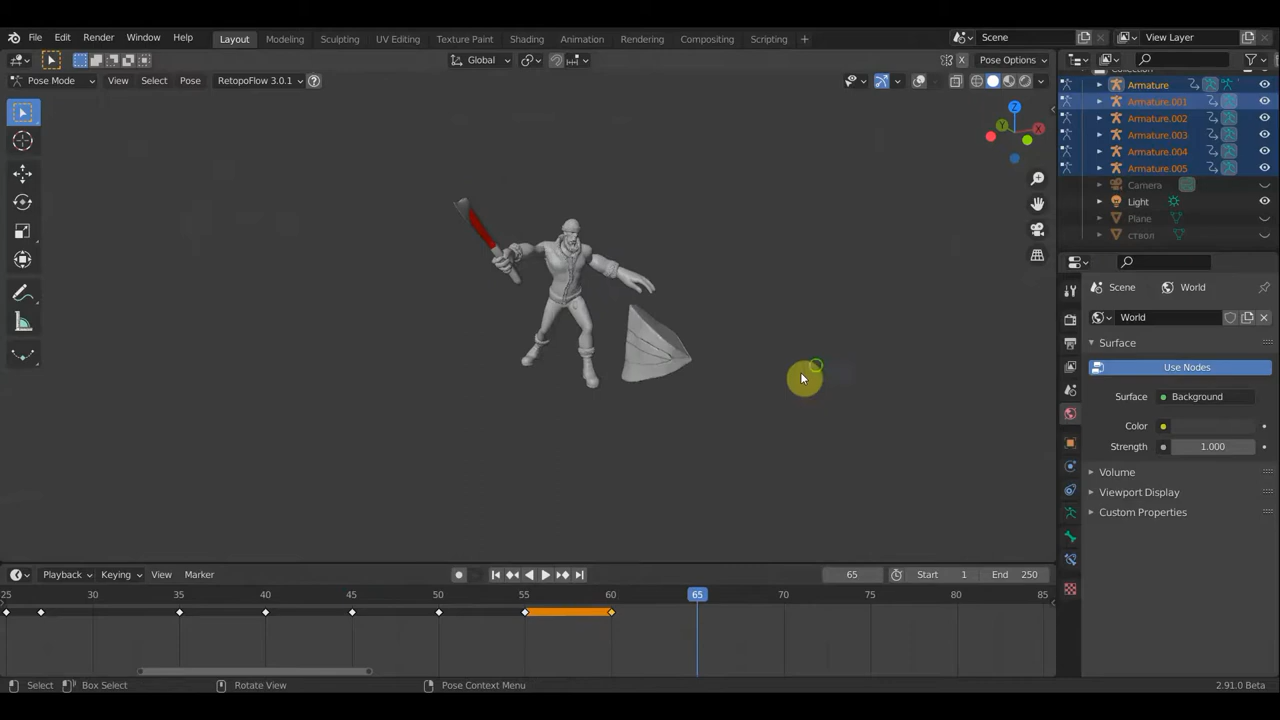 File Edit Render Window Help Layout Modeling Sculpting UV Editing Texture Paint Shading Animation Rendering Compositing Scripting Scene View Layer
Global Pose Options
Pose Mode View Select Pose RetopoFlow 3.0.1
Armature
Armature.001
Armature.002
Armature.003
Armature.004
Armature.005
Camera
Light
Plane
ствол
Z
Y
X
Scene World
World
Surface
Use Nodes
Surface Background
Color
Strength 1.000
Volume
Viewport Display
Custom Properties
Playback Keying View Marker 65 Start 1 End 250
25 30 35 40 45 50 55 60 65 70 75 80 85
Select Box Select Rotate View Pose Context Menu 2.91.0 Beta